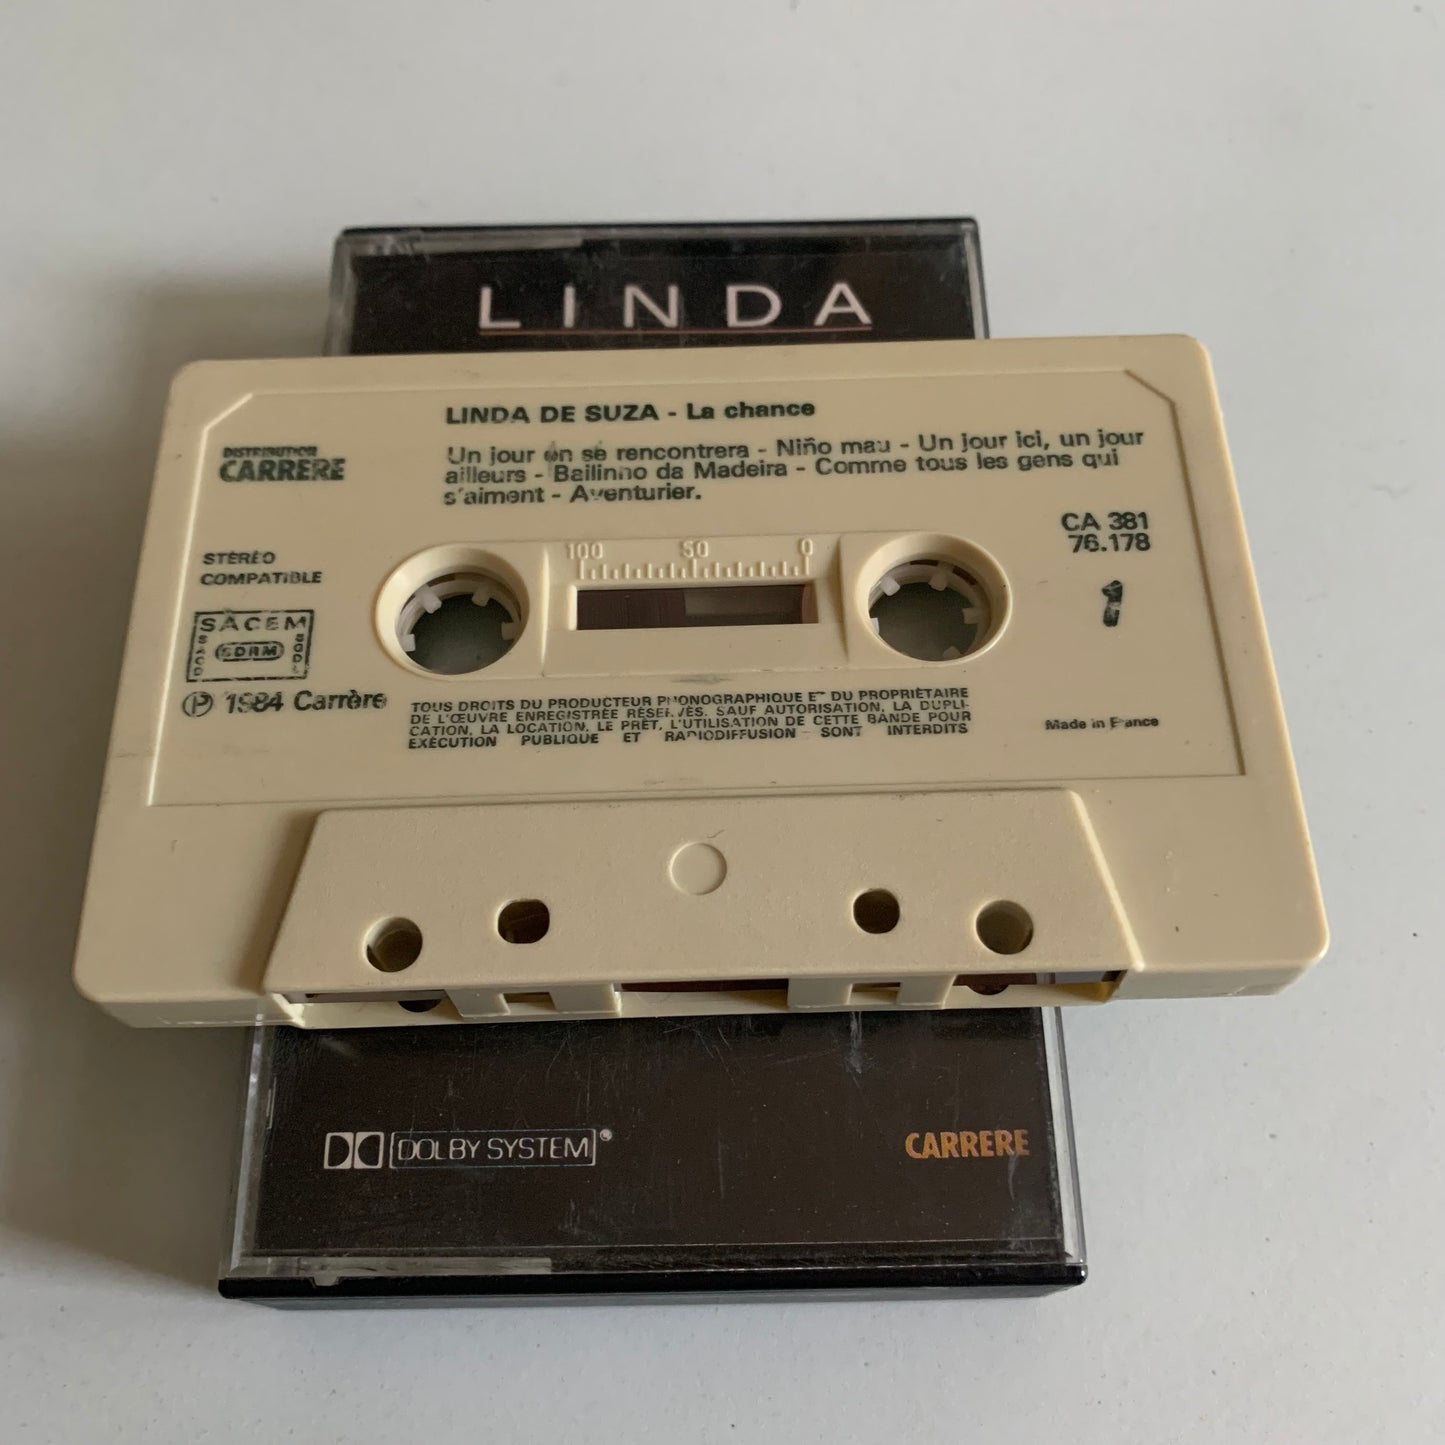 LINDA
LINDA DE SUZA - La chance
Un jour on se rencontrera - Niño mau - Un jour ici, un jour
ailleurs - Bailinho da Madeira - Comme tous les gens qui
s'aiment - Aventurier.
DISTRIBUTION
CARRERE
STÉRÉO
COMPATIBLE
SACEM
SACD SDRM SGDL
Ⓟ 1984 Carrère
100 50 0
CA 381
76.178
1
TOUS DROITS DU PRODUCTEUR PHONOGRAPHIQUE ET DU PROPRIÉTAIRE
DE L'ŒUVRE ENREGISTRÉE RÉSERVÉS. SAUF AUTORISATION, LA DUPLI-
CATION, LA LOCATION, LE PRÊT, L'UTILISATION DE CETTE BANDE POUR
EXÉCUTION PUBLIQUE ET RADIODIFFUSION SONT INTERDITS
Made in France
DOLBY SYSTEM®
CARRERE